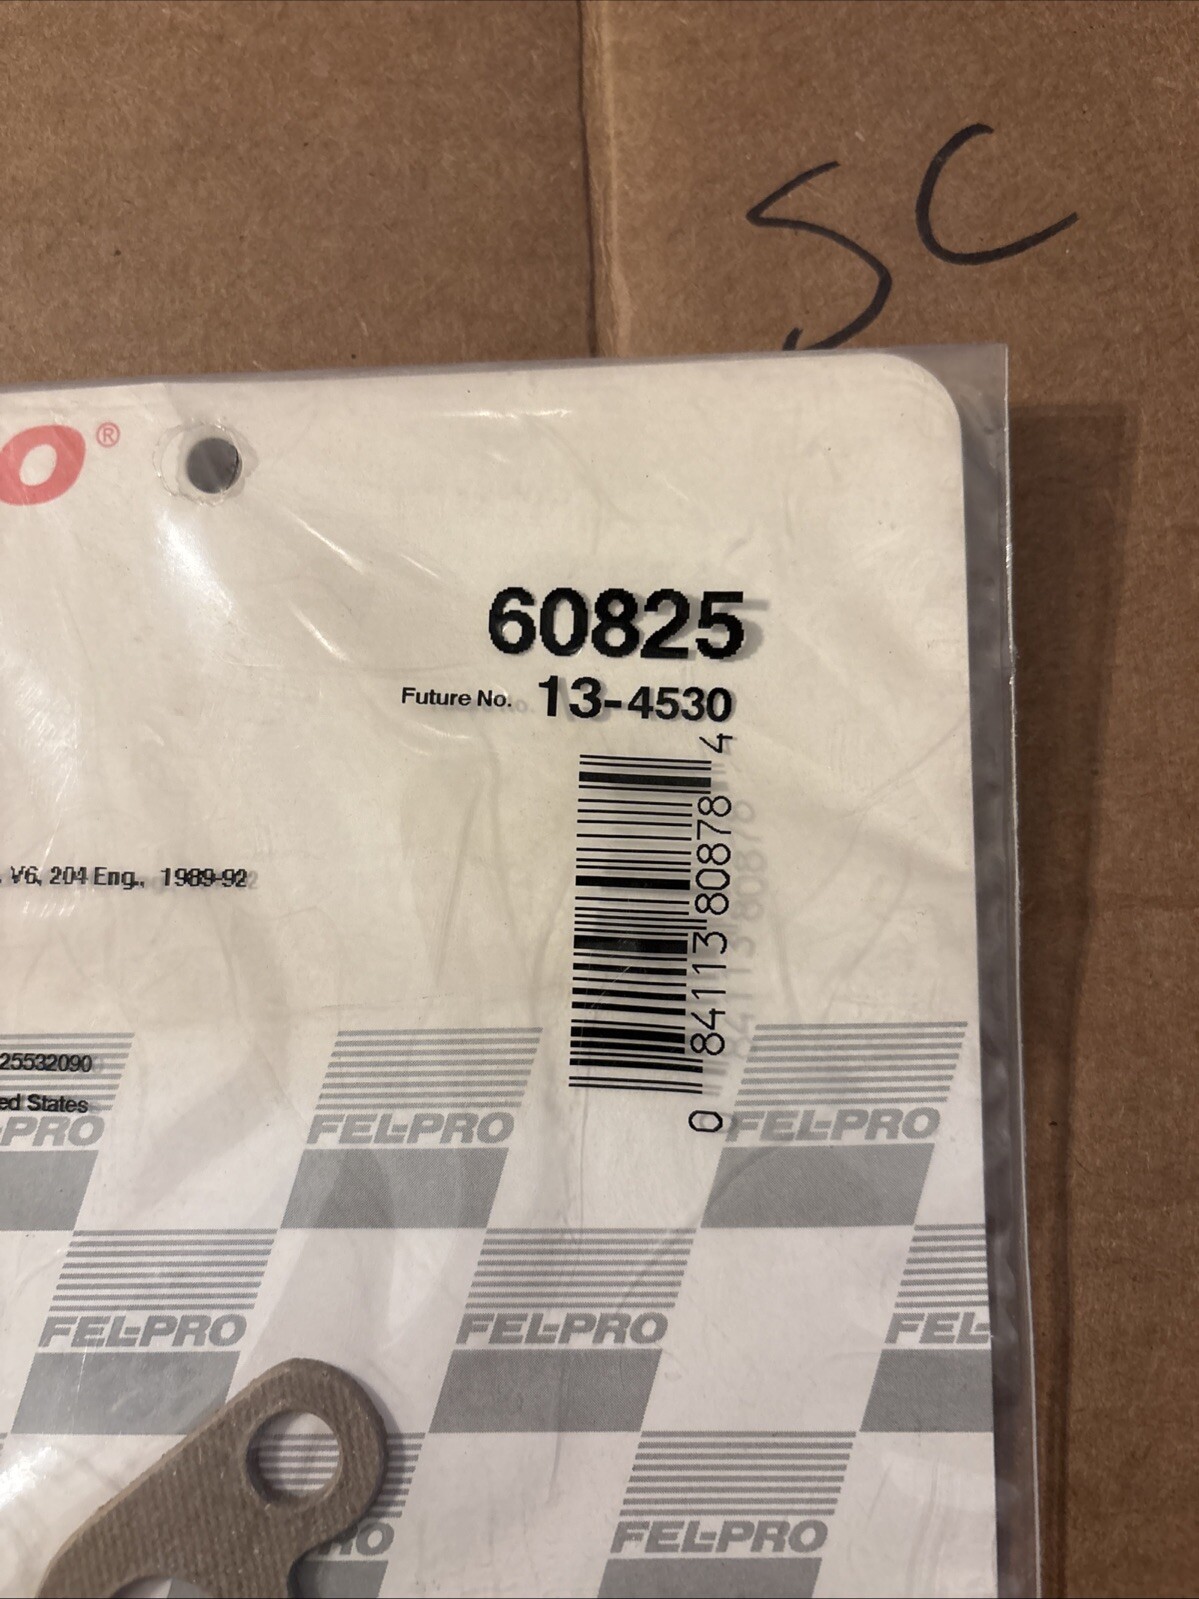 SC
O®
60825
Future No. 13-4530
0 84113 80878 4
. V6, 204 Eng., 1989-92
25532090
ed States
-PRO FEL-PRO FEL-PRO
FEL-PRO FEL-PRO FEL-
RO FEL-PRO